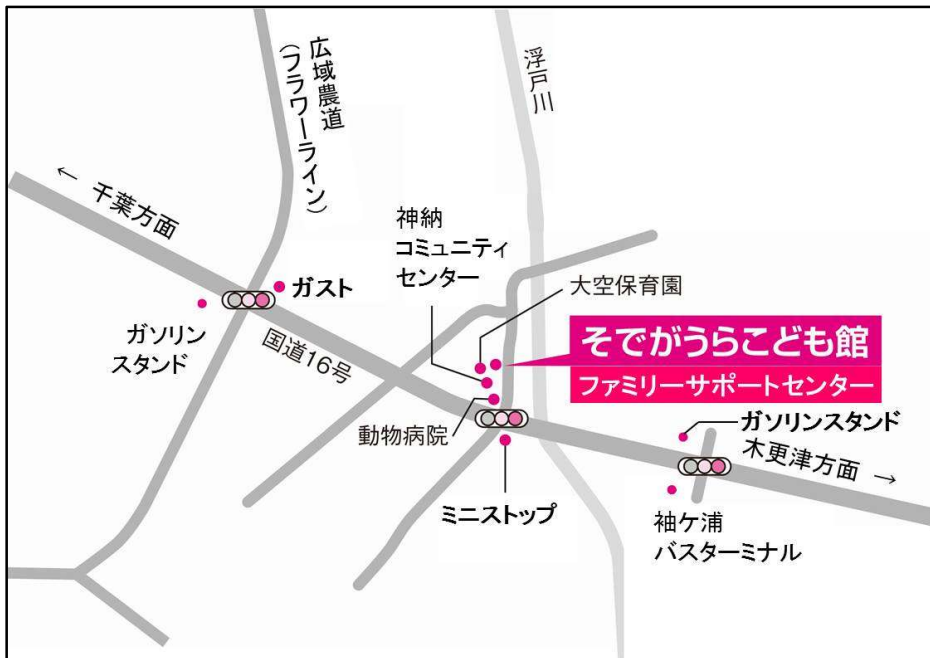 広域農道
(フラワーライン)
浮戸川
← 千葉方面
神納
コミュニティ
センター
大空保育園
ガスト
ガソリン
スタンド
国道16号
そでがうらこども館
ファミリーサポートセンター
動物病院
ガソリンスタンド
木更津方面 →
ミニストップ
袖ケ浦
バスターミナル